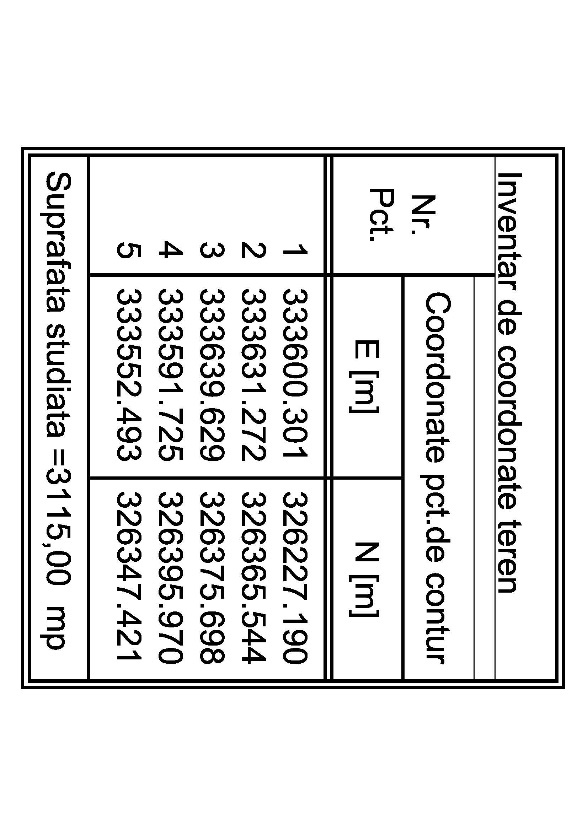 Inventar de coordonate teren
Nr. Pct. Coordonate pct.de contur
E [m] N [m]
1 333600.301 326227.190
2 333631.272 326365.544
3 333639.629 326375.698
4 333591.725 326395.970
5 333552.493 326347.421
Suprafata studiata =3115,00 mp